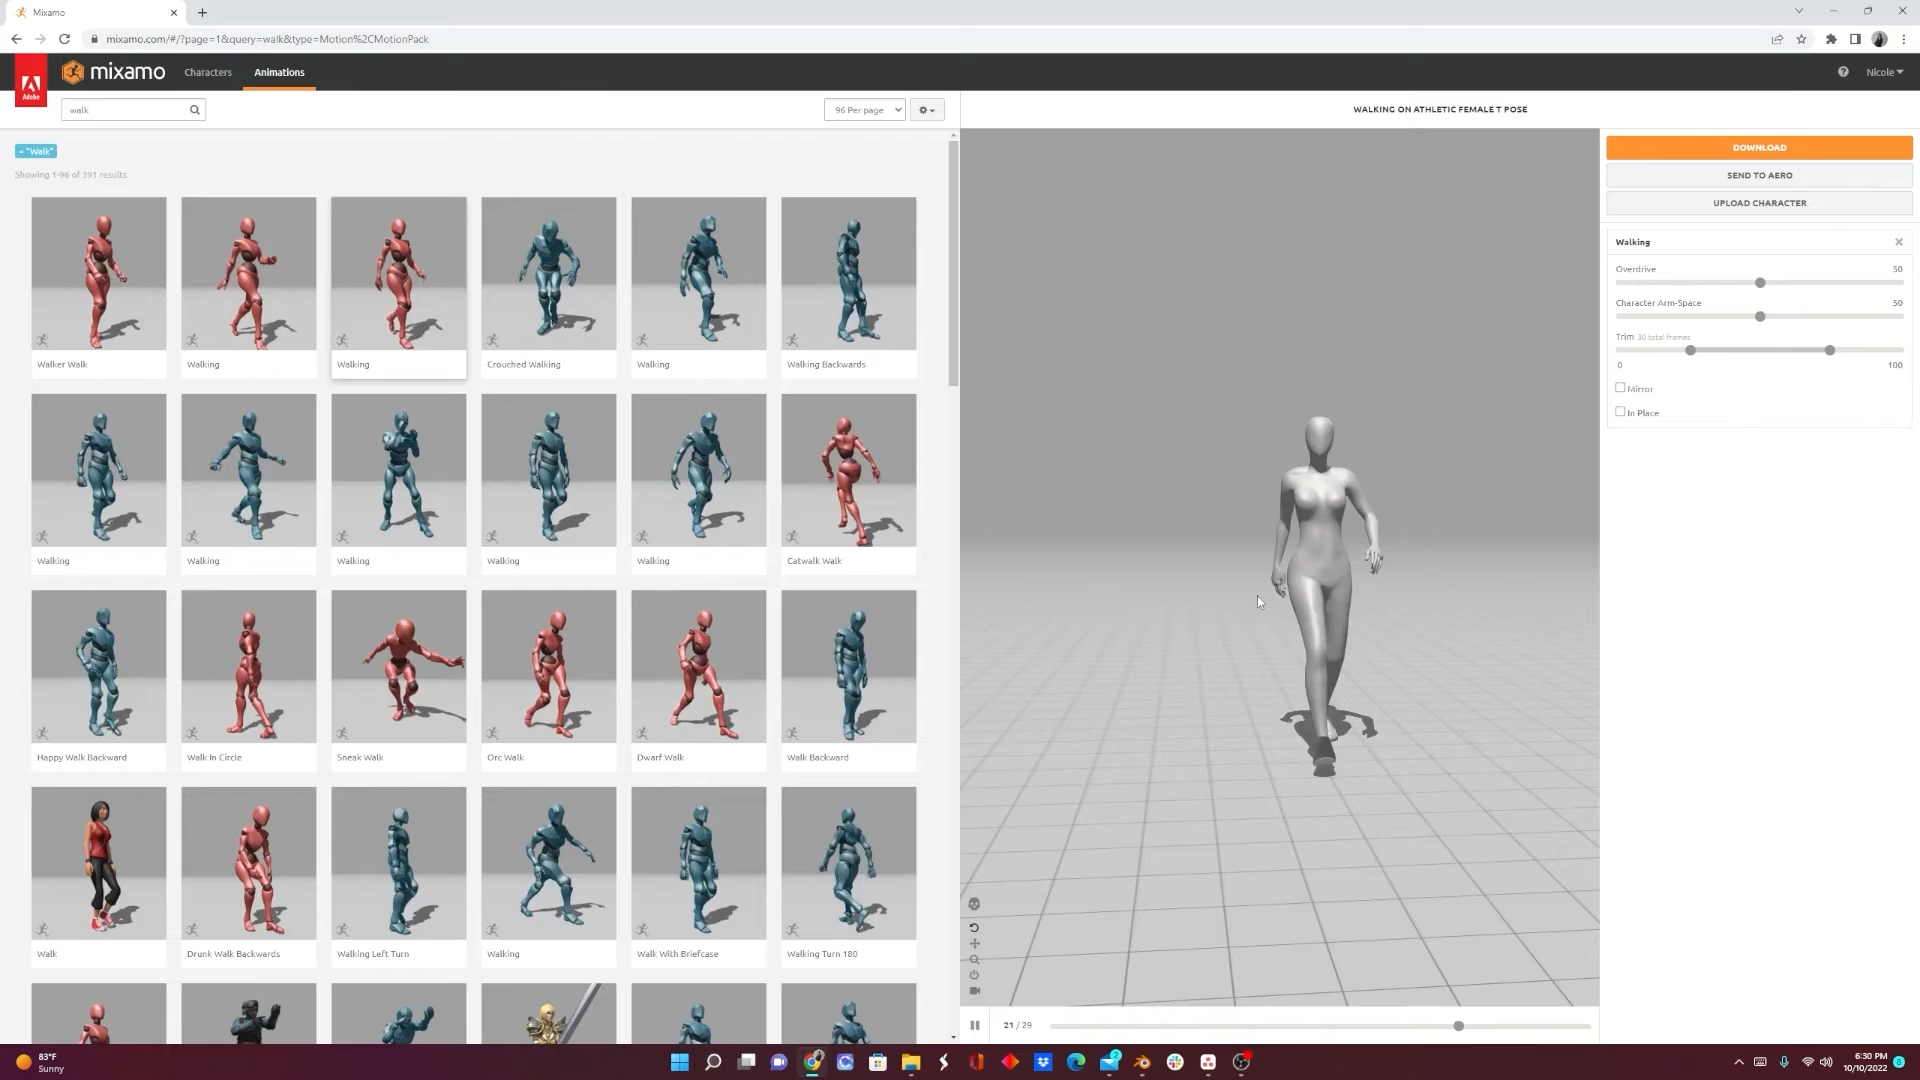 Mixamo
mixamo.com/#/?page=1&query=walk&type=Motion%2CMotionPack
Adobe
mixamo
Characters
Animations
Nicole
walk
96 Per page
WALKING ON ATHLETIC FEMALE T POSE
"Walk"
Showing 1-96 of 391 results
DOWNLOAD
SEND TO AERO
UPLOAD CHARACTER
Walking
Overdrive 50
Character Arm-Space 50
Trim 30 total frames
0 100
Mirror
In Place
Walker Walk
Walking
Walking
Crouched Walking
Walking
Walking Backwards
Walking
Walking
Walking
Walking
Walking
Catwalk Walk
Happy Walk Backward
Walk In Circle
Sneak Walk
Orc Walk
Dwarf Walk
Walk Backward
Walk
Drunk Walk Backwards
Walking Left Turn
Walking
Walk With Briefcase
Walking Turn 180
21 / 29
83°F
Sunny
2
6:30 PM
10/10/2022